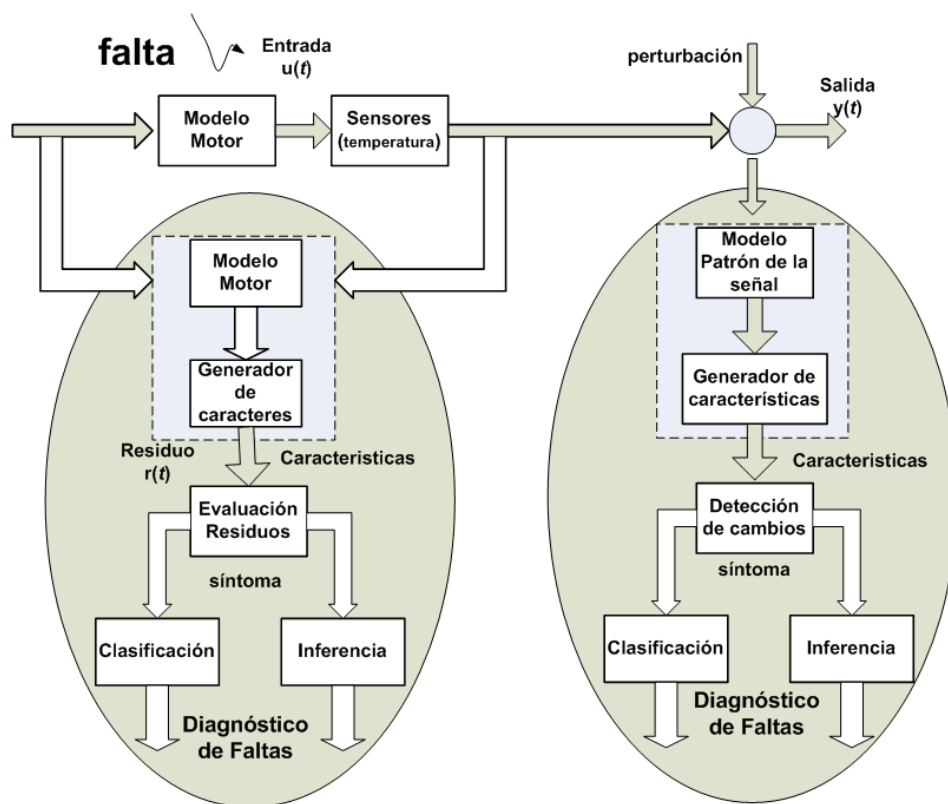 falta
Entrada
u(t)
perturbación
Salida
y(t)
Modelo
Motor
Sensores
(temperatura)
Modelo
Motor
Generador
de
caracteres
Residuo
r(t)
Caracteristicas
Evaluación
Residuos
síntoma
Clasificación
Inferencia
Diagnóstico
de Faltas
Modelo
Patrón de la
señal
Generador de
características
Caracteristicas
Detección
de cambios
síntoma
Clasificación
Inferencia
Diagnóstico
de Faltas